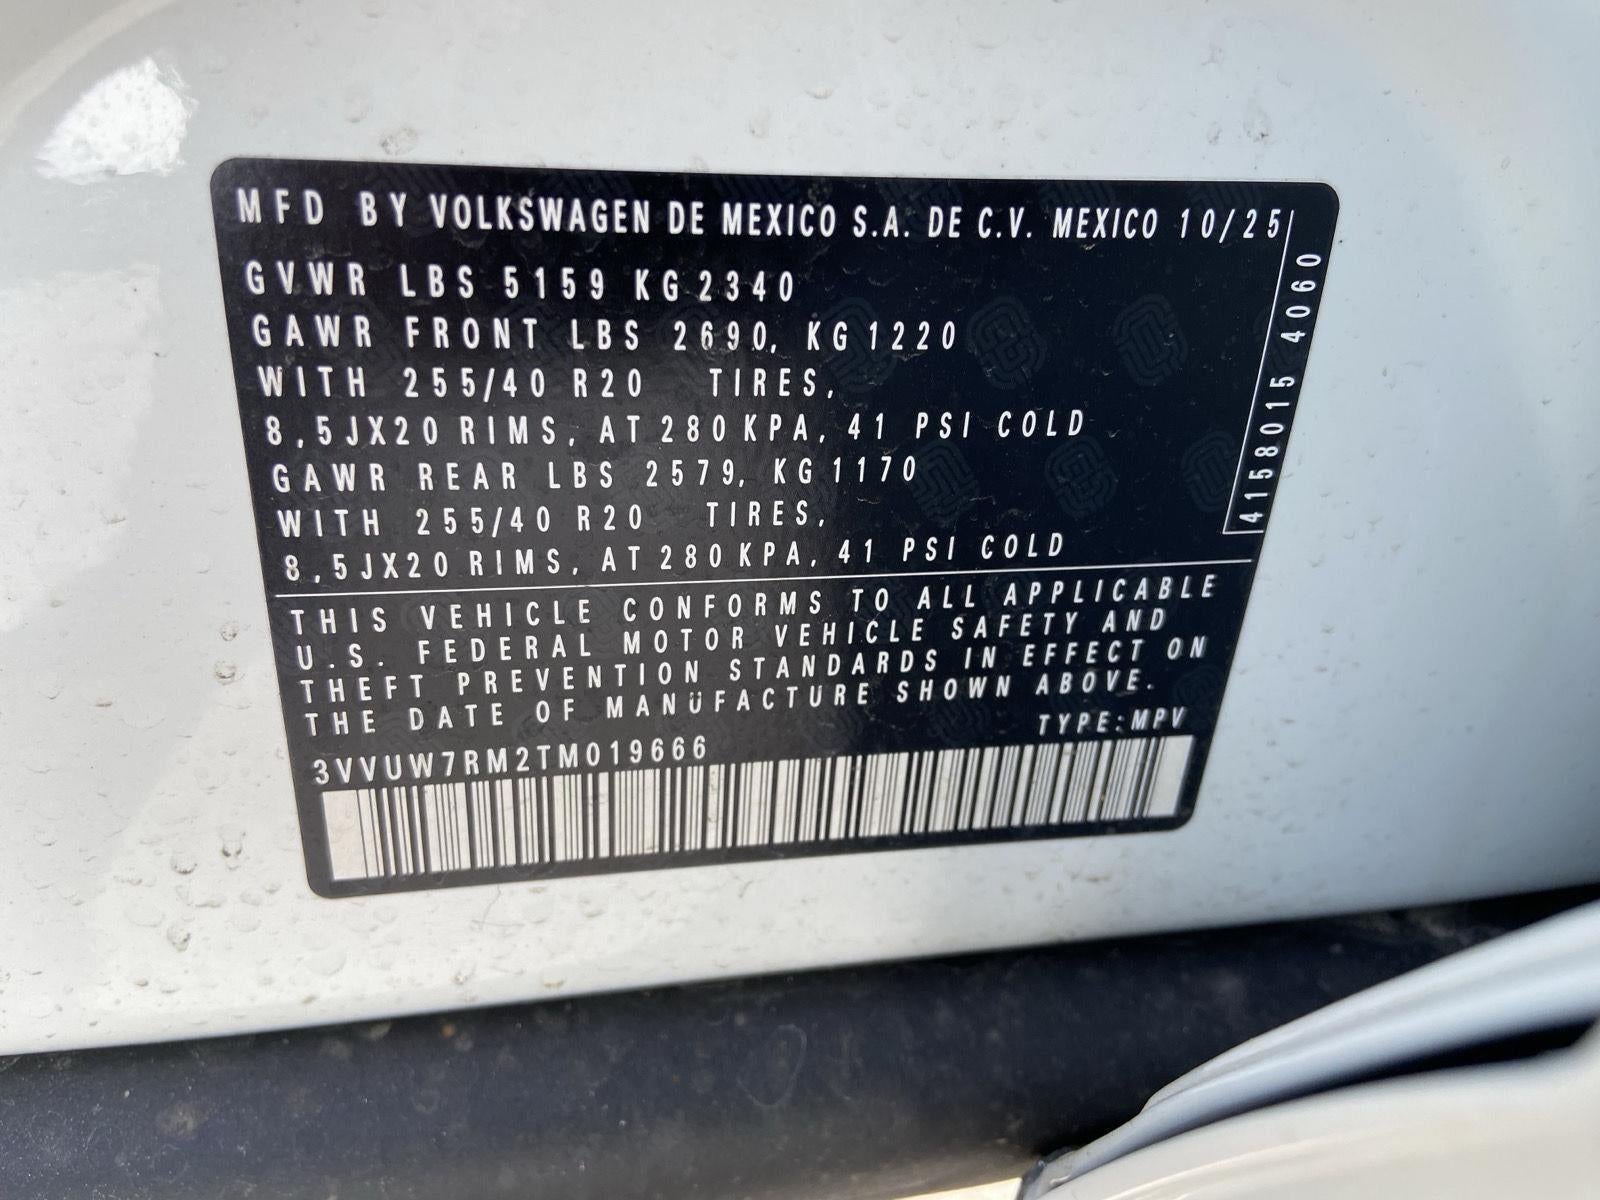 MFD BY VOLKSWAGEN DE MEXICO S.A. DE C.V. MEXICO 10/25
GVWR LBS 5159 KG 2340
GAWR FRONT LBS 2690, KG 1220
WITH 255/40 R20 TIRES,
8,5JX20 RIMS, AT 280 KPA, 41 PSI COLD
GAWR REAR LBS 2579, KG 1170
WITH 255/40 R20 TIRES,
8,5JX20 RIMS, AT 280 KPA, 41 PSI COLD
4158015 4060
THIS VEHICLE CONFORMS TO ALL APPLICABLE
U.S. FEDERAL MOTOR VEHICLE SAFETY AND
THEFT PREVENTION STANDARDS IN EFFECT ON
THE DATE OF MANUFACTURE SHOWN ABOVE.
TYPE:MPV
3VVUW7RM2TM019666